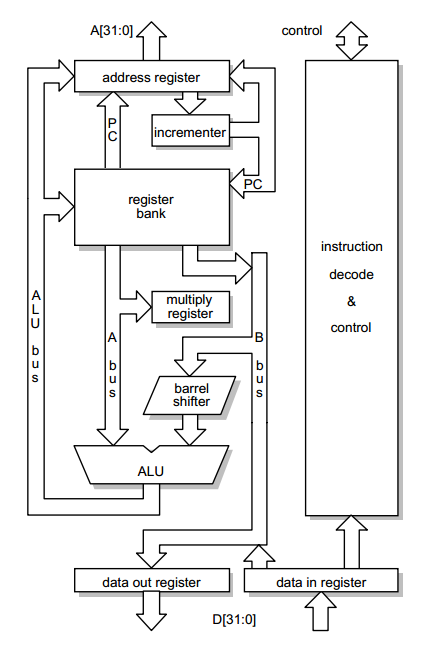 A[31:0]
control
address register
P
C
incrementer
PC
register
bank
instruction
decode
&
control
A
L
U
b
u
s
multiply
register
A
b
u
s
B
b
u
s
barrel
shifter
ALU
data out register
data in register
D[31:0]